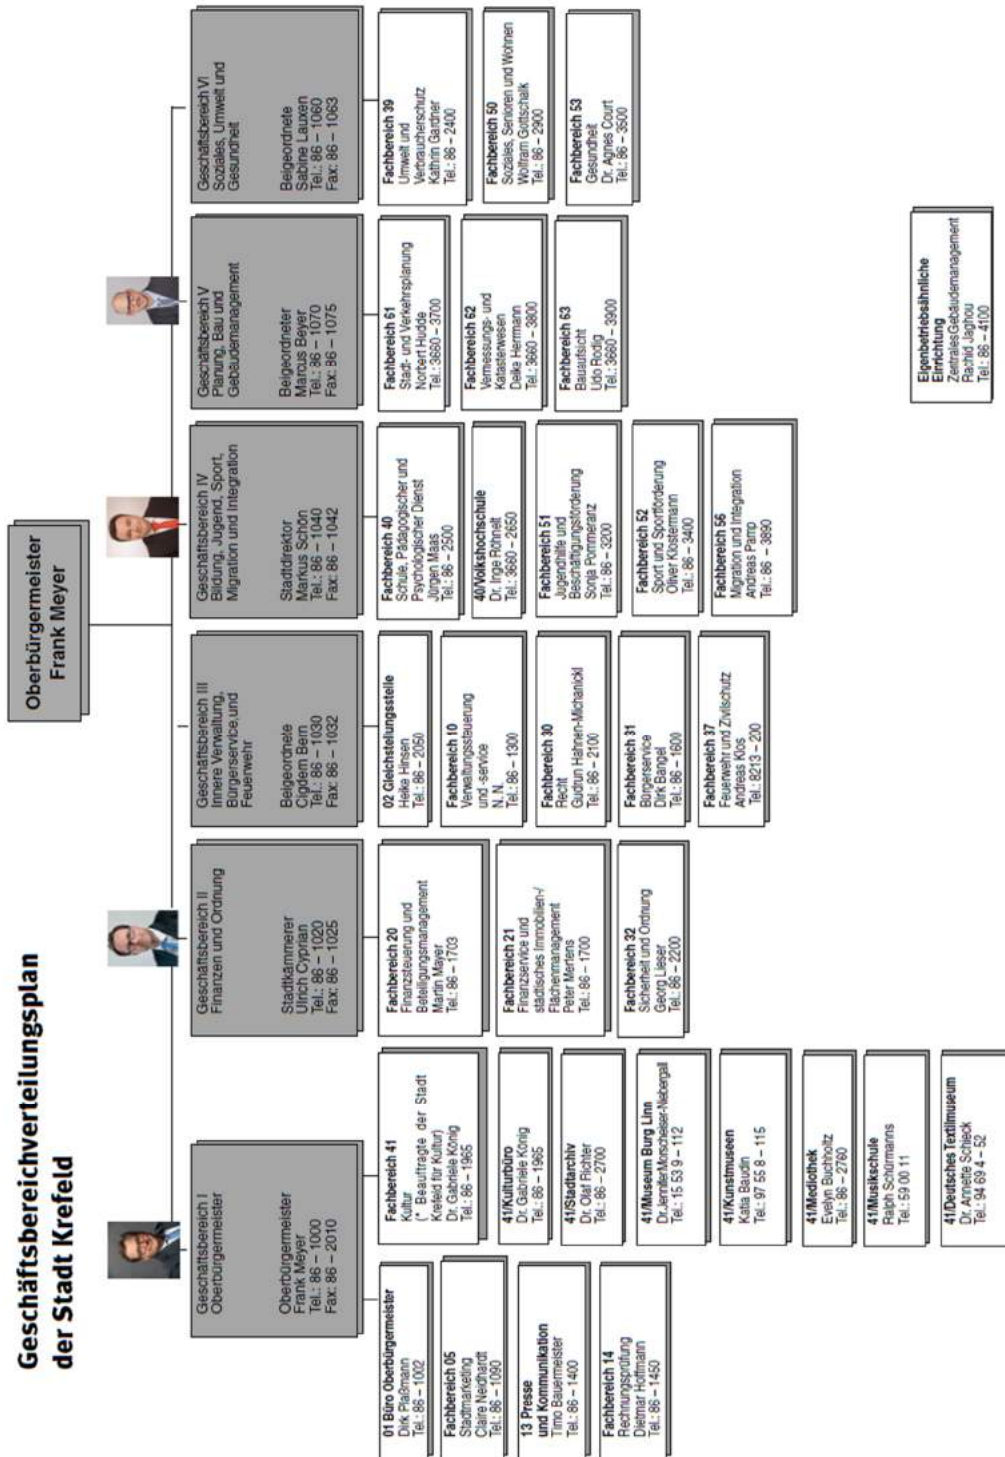 Geschäftsbereichverteilungsplan
der Stadt Krefeld
Oberbürgermeister
Frank Meyer
Geschäftsbereich I
Oberbürgermeister
Oberbürgermeister
Frank Meyer
Tel.: 86 – 1000
Fax: 86 – 2010
01 Büro Oberbürgermeister
Dirk Plaßmann
Tel.: 86 – 1002
Fachbereich 05
Stadtmarketing
Claire Neidhardt
Tel.: 86 – 1090
13 Presse
und Kommunikation
Timo Bauermeister
Tel.: 86 – 1400
Fachbereich 14
Rechnungsprüfung
Dietmar Hoffmann
Tel.: 86 – 1450
Fachbereich 41
Kultur
(* Beauftragte der Stadt
Krefeld für Kultur)
Dr. Gabriele König
Tel.: 86 – 1965
41/Kulturbüro
Dr. Gabriele König
Tel.: 86 – 1965
41/Stadtarchiv
Dr. Olaf Richter
Tel.: 86 – 2700
41/Museum Burg Linn
Dr.Jennifer Morscheiser-Niebergall
Tel.: 15 53 9 – 112
41/Kunstmuseen
Katia Baudin
Tel.: 97 55 8 – 115
41/Mediothek
Evelyn Buchholtz
Tel.: 86 – 2760
41/Musikschule
Ralph Schürmanns
Tel.: 59 00 11
41/Deutsches Textilmuseum
Dr. Annette Schieck
Tel.: 94 69 4 – 52
Geschäftsbereich II
Finanzen und Ordnung
Stadtkämmerer
Ulrich Cyprian
Tel.: 86 – 1020
Fax: 86 – 1025
Fachbereich 20
Finanzsteuerung und
Beteiligungsmanagement
Martin Mayer
Tel.: 86 – 1703
Fachbereich 21
Finanzservice und
städtisches Immobilien-/
Flächenmanagement
Peter Mertens
Tel.: 86 – 1700
Fachbereich 32
Sicherheit und Ordnung
Georg Lieser
Tel.: 86 – 2200
Geschäftsbereich III
Innere Verwaltung,
Bürgerservice,und
Feuerwehr
Beigeordnete
Cigdem Bern
Tel.: 86 – 1030
Fax: 86 – 1032
02 Gleichstellungsstelle
Heike Hinsen
Tel.: 86 – 2050
Fachbereich 10
Verwaltungssteuerung
und -service
N. N.
Tel.: 86 – 1300
Fachbereich 30
Recht
Gudrun Hahnen-Michanickl
Tel.: 86 – 2100
Fachbereich 31
Bürgerservice
Dirk Bangel
Tel.: 86 – 1600
Fachbereich 37
Feuerwehr und Zivilschutz
Andreas Klos
Tel.: 8213 – 200
Geschäftsbereich IV
Bildung, Jugend, Sport,
Migration und Integration
Stadtdirektor
Markus Schön
Tel.: 86 – 1040
Fax: 86 – 1042
Fachbereich 40
Schule, Pädagogischer und
Psychologischer Dienst
Jürgen Maas
Tel.: 86 – 2500
40/Volkshochschule
Dr. Inge Röhnelt
Tel.: 3660 – 2650
Fachbereich 51
Jugendhilfe und
Beschäftigungsförderung
Sonja Pommeranz
Tel.: 86 – 3200
Fachbereich 52
Sport und Sportförderung
Oliver Klostermann
Tel.: 86 – 3400
Fachbereich 56
Migration und Integration
Andreas Pamp
Tel.: 86 – 3890
Geschäftsbereich V
Planung, Bau und
Gebäudemanagement
Beigeordneter
Marcus Beyer
Tel.: 86 – 1070
Fax: 86 – 1075
Fachbereich 61
Stadt- und Verkehrsplanung
Norbert Hudde
Tel.: 3660 – 3700
Fachbereich 62
Vermessungs- und
Katasterwesen
Deike Herrmann
Tel.: 3660 – 3800
Fachbereich 63
Bauaufsicht
Udo Rodig
Tel.: 3660 – 3900
Eigenbetriebsähnliche
Einrichtung
Zentrales Gebäudemanagement
Rachid Jaghou
Tel.: 86 – 4100
Geschäftsbereich VI
Soziales, Umwelt und
Gesundheit
Beigeordnete
Sabine Lauxen
Tel.: 86 – 1060
Fax: 86 – 1063
Fachbereich 39
Umwelt und
Verbraucherschutz
Kathrin Gardner
Tel.: 86 – 2400
Fachbereich 50
Soziales, Senioren und Wohnen
Wolfram Gottschalk
Tel.: 86 – 2900
Fachbereich 53
Gesundheit
Dr. Agnes Court
Tel.: 86 – 3500